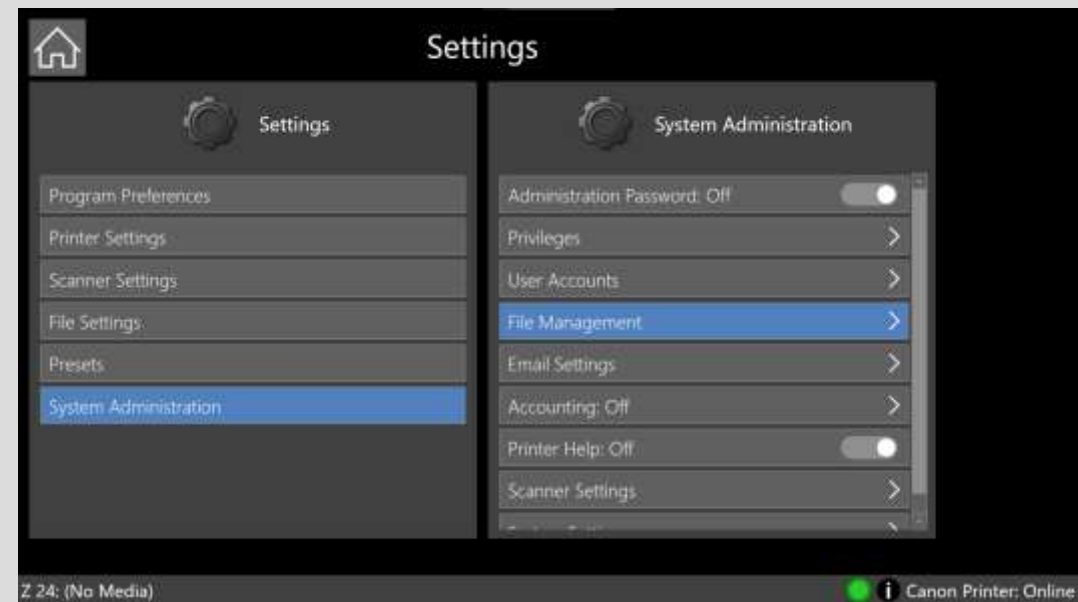 Settings
Settings
Program Preferences
Printer Settings
Scanner Settings
File Settings
Presets
System Administration
System Administration
Administration Password: Off
Privileges
User Accounts
File Management
Email Settings
Accounting: Off
Printer Help: Off
Scanner Settings
Z 24: (No Media)
Canon Printer: Online